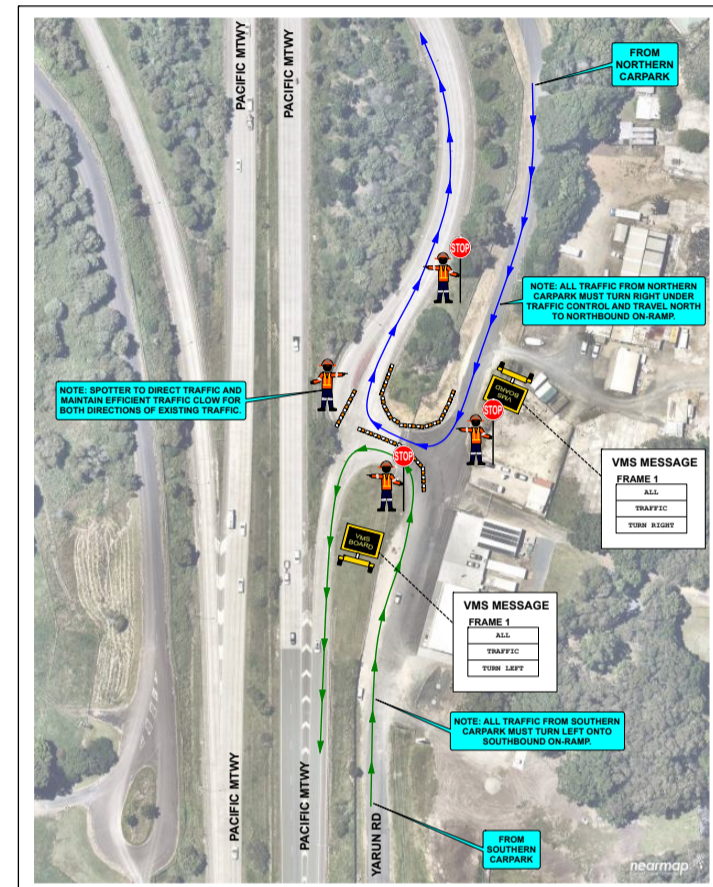 PACIFIC MTWY
PACIFIC MTWY
FROM
NORTHERN
CARPARK
STOP
NOTE: ALL TRAFFIC FROM NORTHERN
CARPARK MUST TURN RIGHT UNDER
TRAFFIC CONTROL AND TRAVEL NORTH
TO NORTHBOUND ON-RAMP.
NOTE: SPOTTER TO DIRECT TRAFFIC AND
MAINTAIN EFFICIENT TRAFFIC CLOW FOR
BOTH DIRECTIONS OF EXISTING TRAFFIC.
VMS
BOARD
STOP
STOP
VMS MESSAGE
FRAME 1
ALL
TRAFFIC
TURN RIGHT
VMS
BOARD
VMS MESSAGE
FRAME 1
ALL
TRAFFIC
TURN LEFT
NOTE: ALL TRAFFIC FROM SOUTHERN
CARPARK MUST TURN LEFT ONTO
SOUTHBOUND ON-RAMP.
PACIFIC MTWY
PACIFIC MTWY
YARUN RD
FROM
SOUTHERN
CARPARK
nearmap